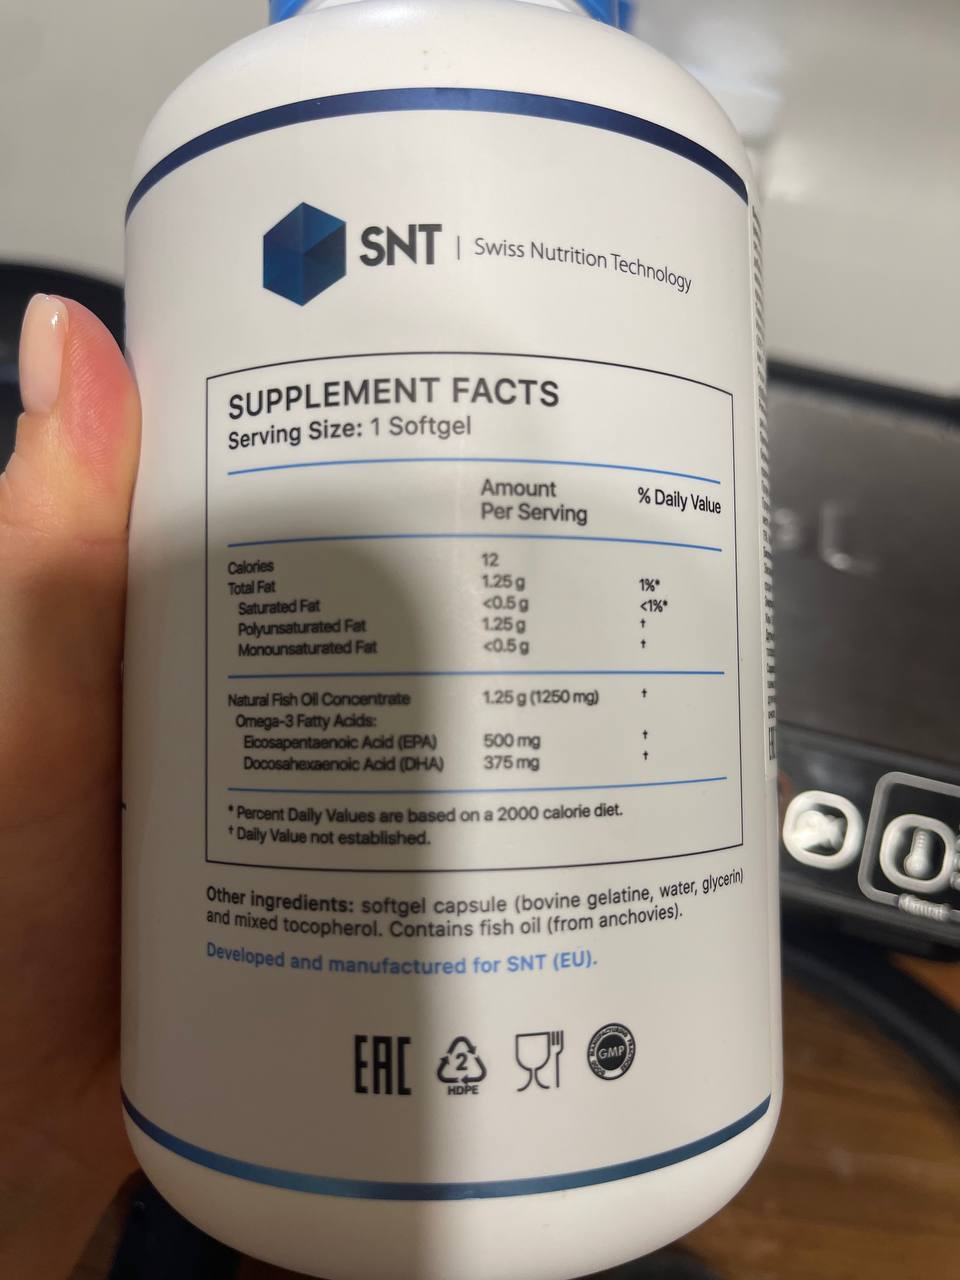 SNT | Swiss Nutrition Technology
SUPPLEMENT FACTS
Serving Size: 1 Softgel
Amount Per Serving % Daily Value
Calories 12
Total Fat 1.25 g 1%*
Saturated Fat <0.5 g <1%*
Polyunsaturated Fat 1.25 g †
Monounsaturated Fat <0.5 g †
Natural Fish Oil Concentrate 1.25 g (1250 mg) †
Omega-3 Fatty Acids:
Eicosapentaenoic Acid (EPA) 500 mg †
Docosahexaenoic Acid (DHA) 375 mg †
* Percent Daily Values are based on a 2000 calorie diet.
† Daily Value not established.
Other ingredients: softgel capsule (bovine gelatine, water, glycerin)
and mixed tocopherol. Contains fish oil (from anchovies).
Developed and manufactured for SNT (EU).
EAC
2
HDPE
GMP
Manual